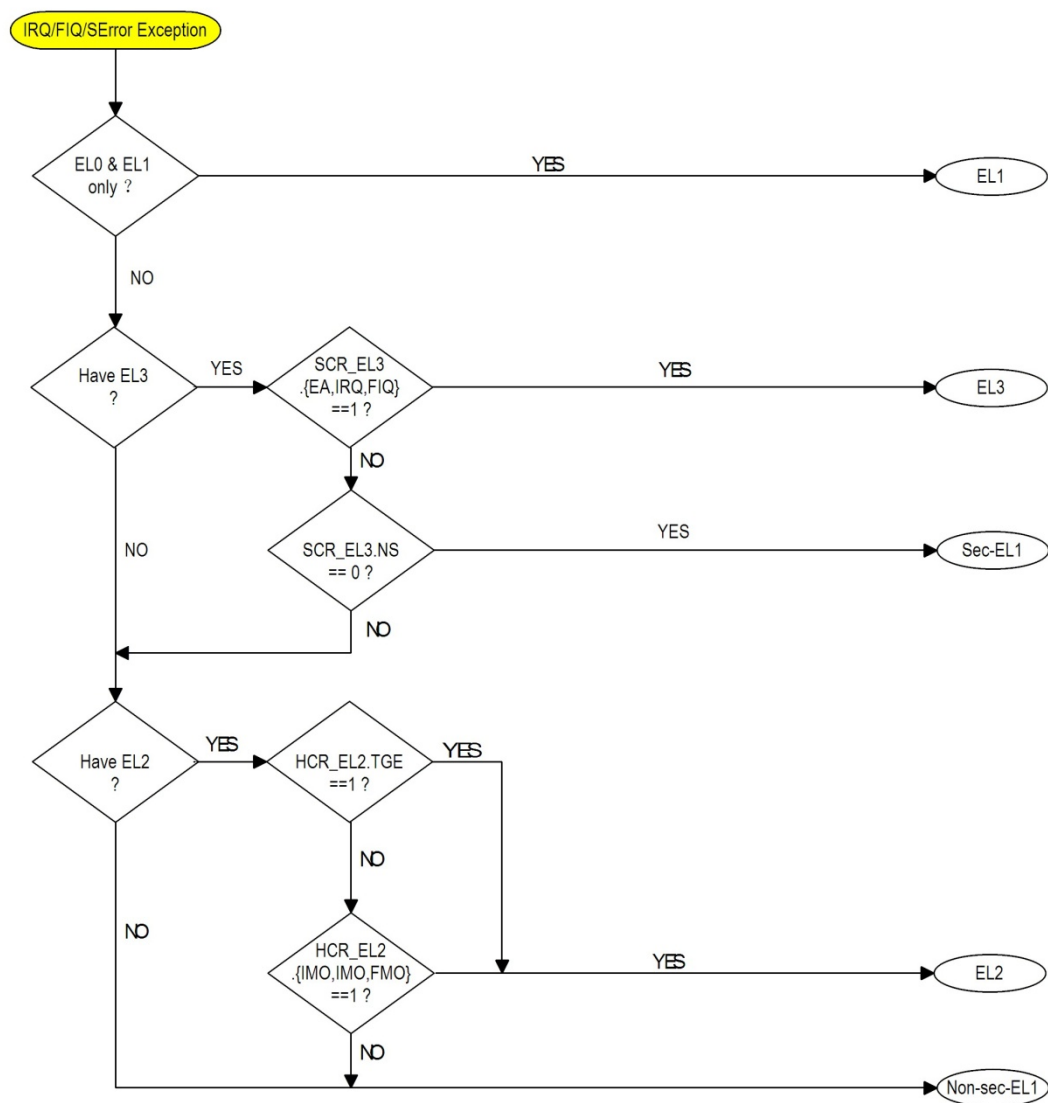 IRQ/FIQ/SError Exception
EL0 & EL1
only ?
YES
EL1
NO
Have EL3
?
YES
SCR_EL3
.{EA,IRQ,FIQ}
==1 ?
YES
EL3
NO
NO
SCR_EL3.NS
== 0 ?
YES
Sec-EL1
NO
Have EL2
?
YES
HCR_EL2.TGE
==1 ?
YES
NO
NO
HCR_EL2
.{IMO,IMO,FMO}
==1 ?
YES
EL2
NO
Non-sec-EL1